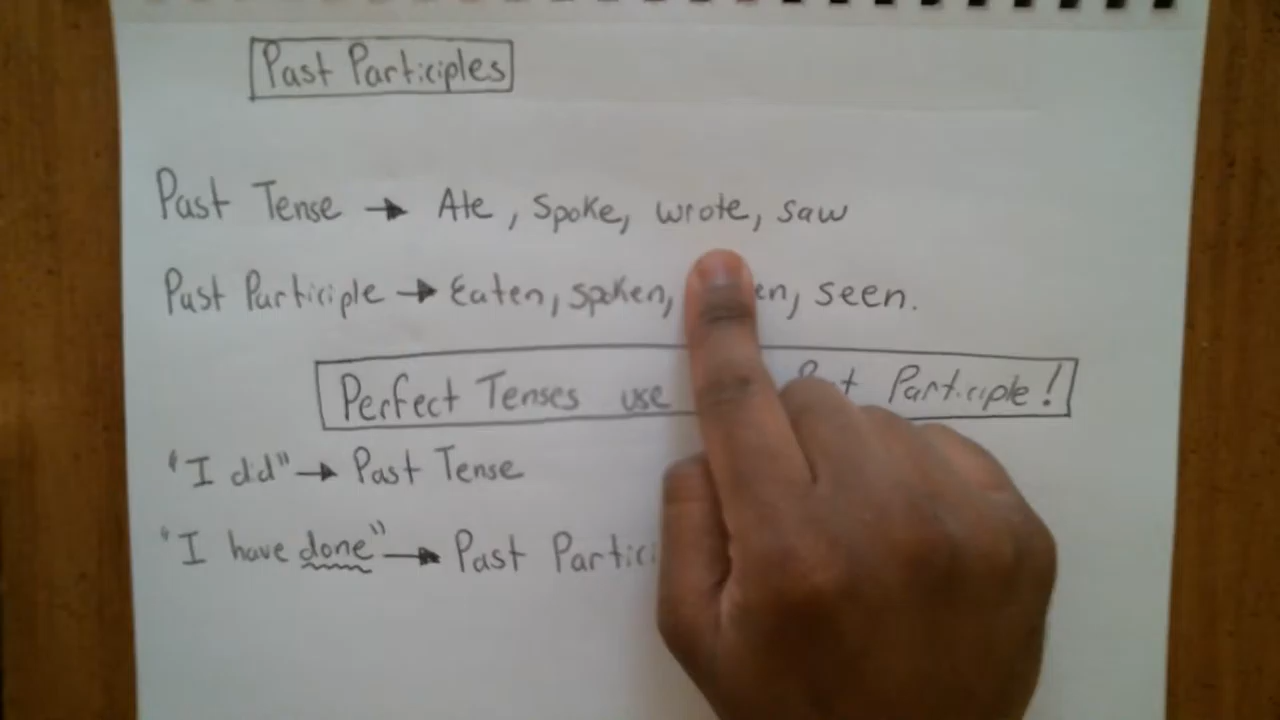 Past Participles
Past Tense → Ate, Spoke, wrote, saw
Past Participle → Eaten, spoken, seen.
Perfect Tenses use Participle!
"I did" → Past Tense
"I have done" → Past